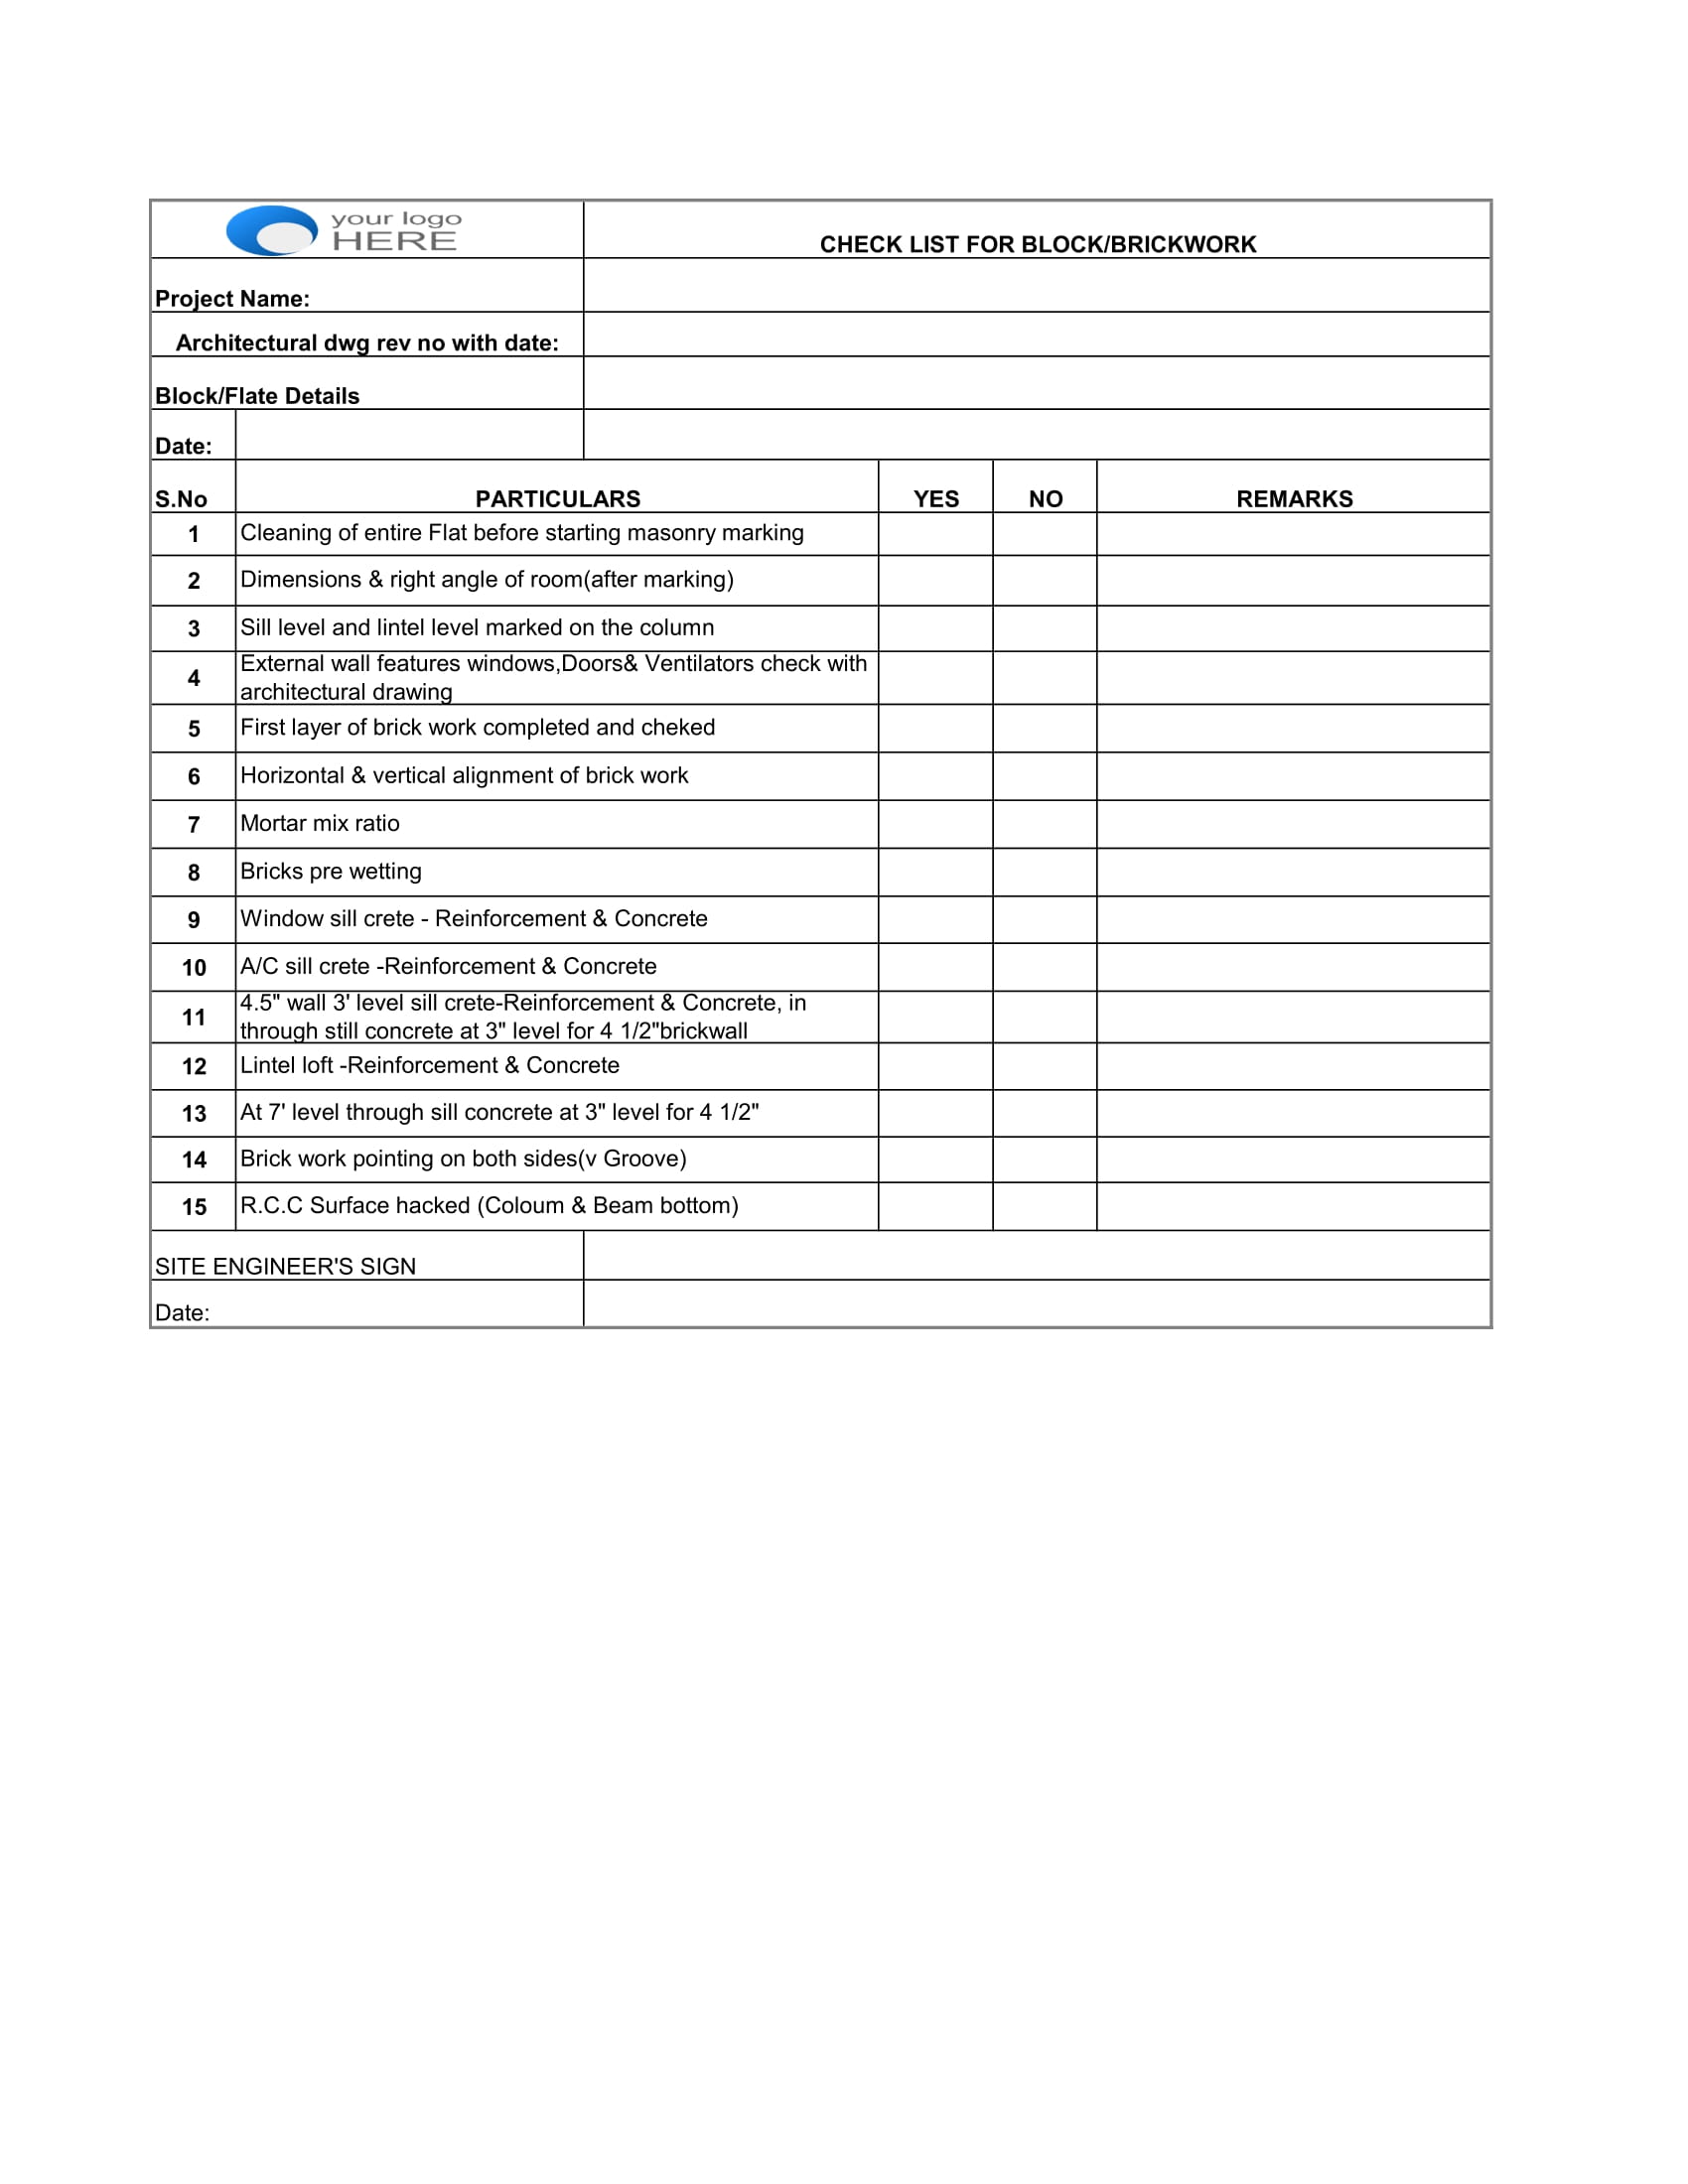 your logo
HERE
CHECK LIST FOR BLOCK/BRICKWORK
Project Name:
Architectural dwg rev no with date:
Block/Flate Details
Date:
S.No PARTICULARS YES NO REMARKS
1 Cleaning of entire Flat before starting masonry marking
2 Dimensions & right angle of room(after marking)
3 Sill level and lintel level marked on the column
4 External wall features windows,Doors& Ventilators check with
architectural drawing
5 First layer of brick work completed and cheked
6 Horizontal & vertical alignment of brick work
7 Mortar mix ratio
8 Bricks pre wetting
9 Window sill crete - Reinforcement & Concrete
10 A/C sill crete -Reinforcement & Concrete
11 4.5" wall 3' level sill crete-Reinforcement & Concrete, in
through still concrete at 3" level for 4 1/2"brickwall
12 Lintel loft -Reinforcement & Concrete
13 At 7' level through sill concrete at 3" level for 4 1/2"
14 Brick work pointing on both sides(v Groove)
15 R.C.C Surface hacked (Coloum & Beam bottom)
SITE ENGINEER'S SIGN
Date: